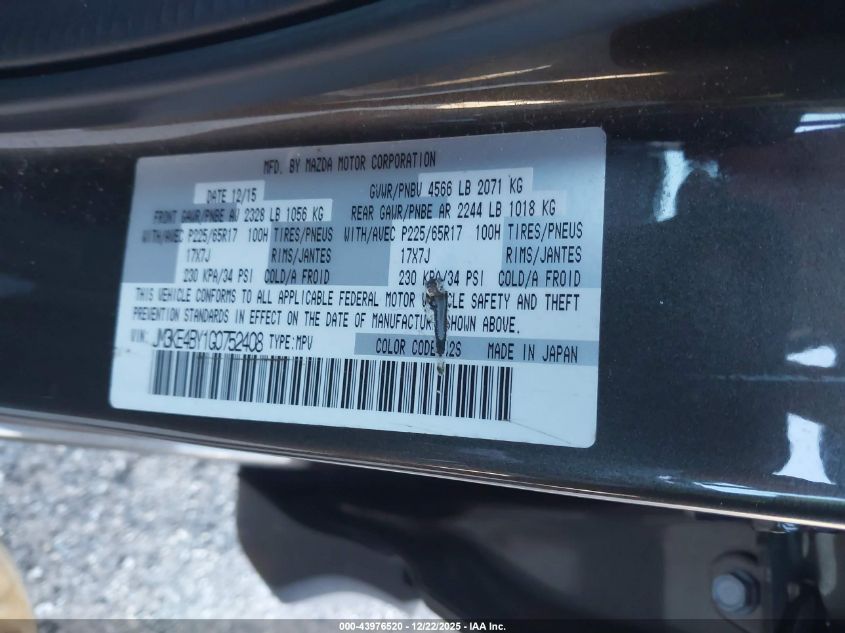 MFD. BY MAZDA MOTOR CORPORATION
DATE 12/15 GVWR/PNBV 4566 LB 2071 KG
FRONT GAWR/PNBE AV 2328 LB 1056 KG REAR GAWR/PNBE AR 2244 LB 1018 KG
WITH/AVEC P225/65R17 100H TIRES/PNEUS WITH/AVEC P225/65R17 100H TIRES/PNEUS
17X7J RIMS/JANTES 17X7J RIMS/JANTES
230 KPA/34 PSI COLD/A FROID 230 KPA/34 PSI COLD/A FROID
THIS VEHICLE CONFORMS TO ALL APPLICABLE FEDERAL MOTOR VEHICLE SAFETY AND THEFT
PREVENTION STANDARDS IN EFFECT ON THE DATE OF MANUFACTURE SHOWN ABOVE.
VIN: JM3KE4BY1G0752408 TYPE:MPV COLOR CODE 42S MADE IN JAPAN
000-43976520 - 12/22/2025 - IAA Inc.